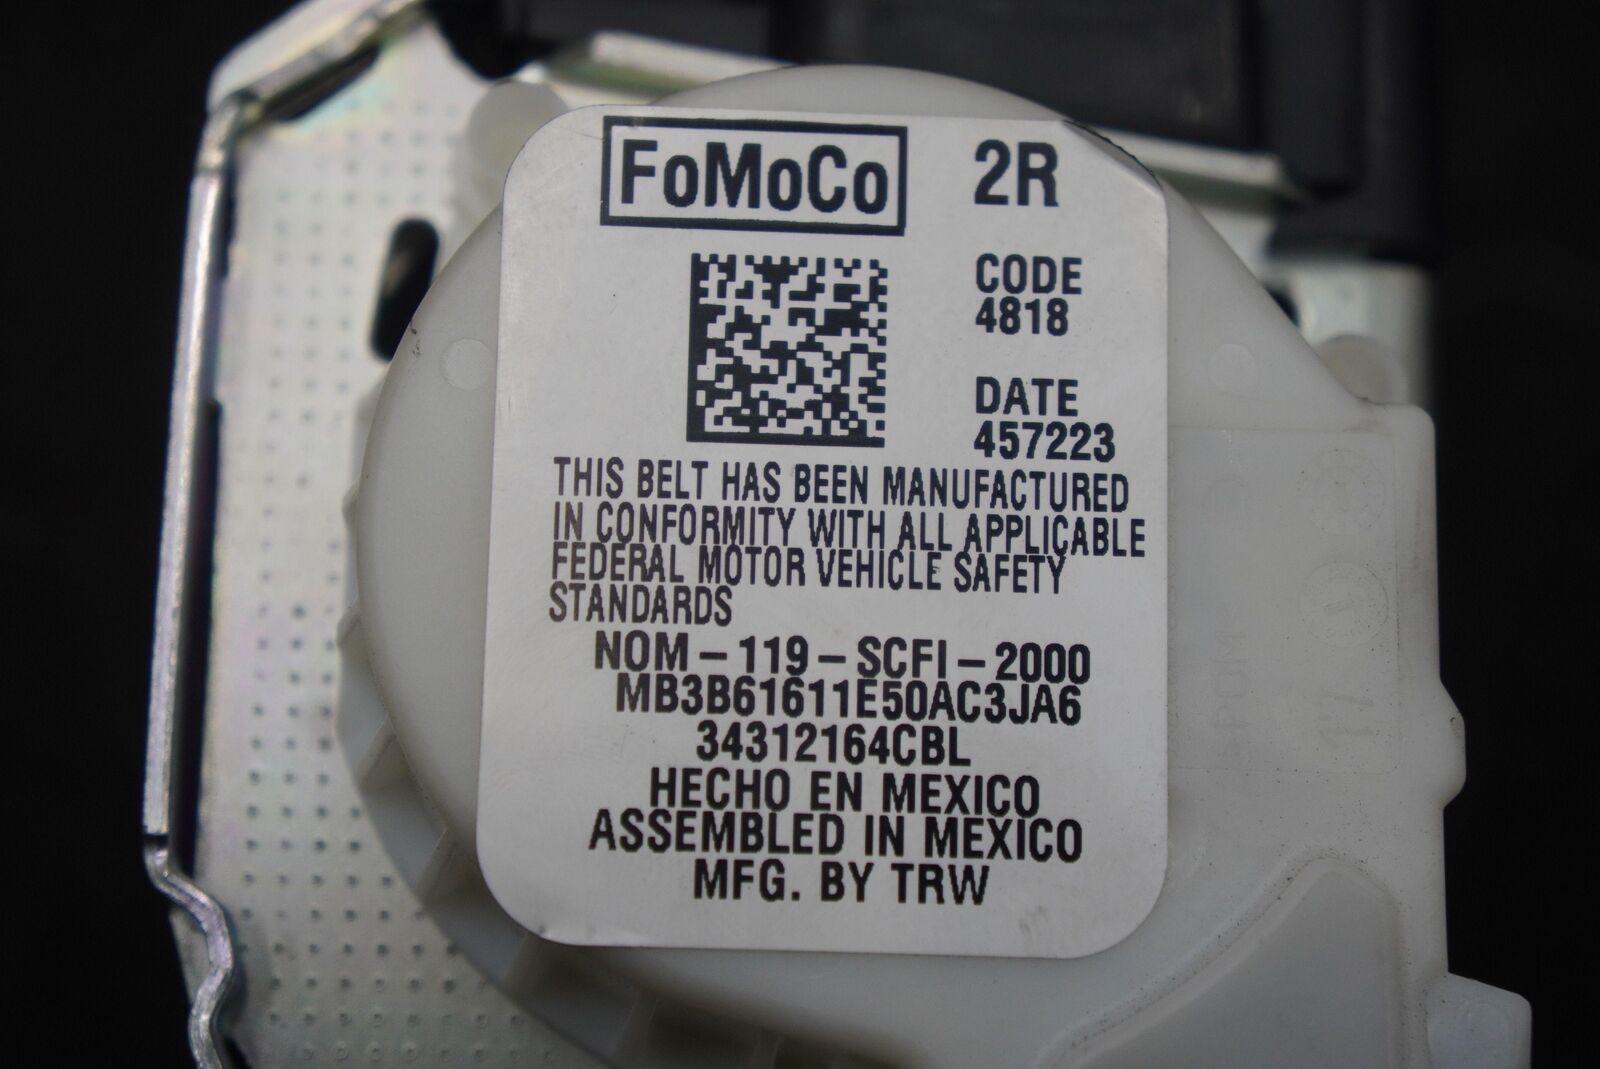 FoMoCo 2R
CODE
4818
DATE
457223
THIS BELT HAS BEEN MANUFACTURED
IN CONFORMITY WITH ALL APPLICABLE
FEDERAL MOTOR VEHICLE SAFETY
STANDARDS
NOM-119-SCFI-2000
MB3B61611E50AC3JA6
34312164CBL
HECHO EN MEXICO
ASSEMBLED IN MEXICO
MFG. BY TRW